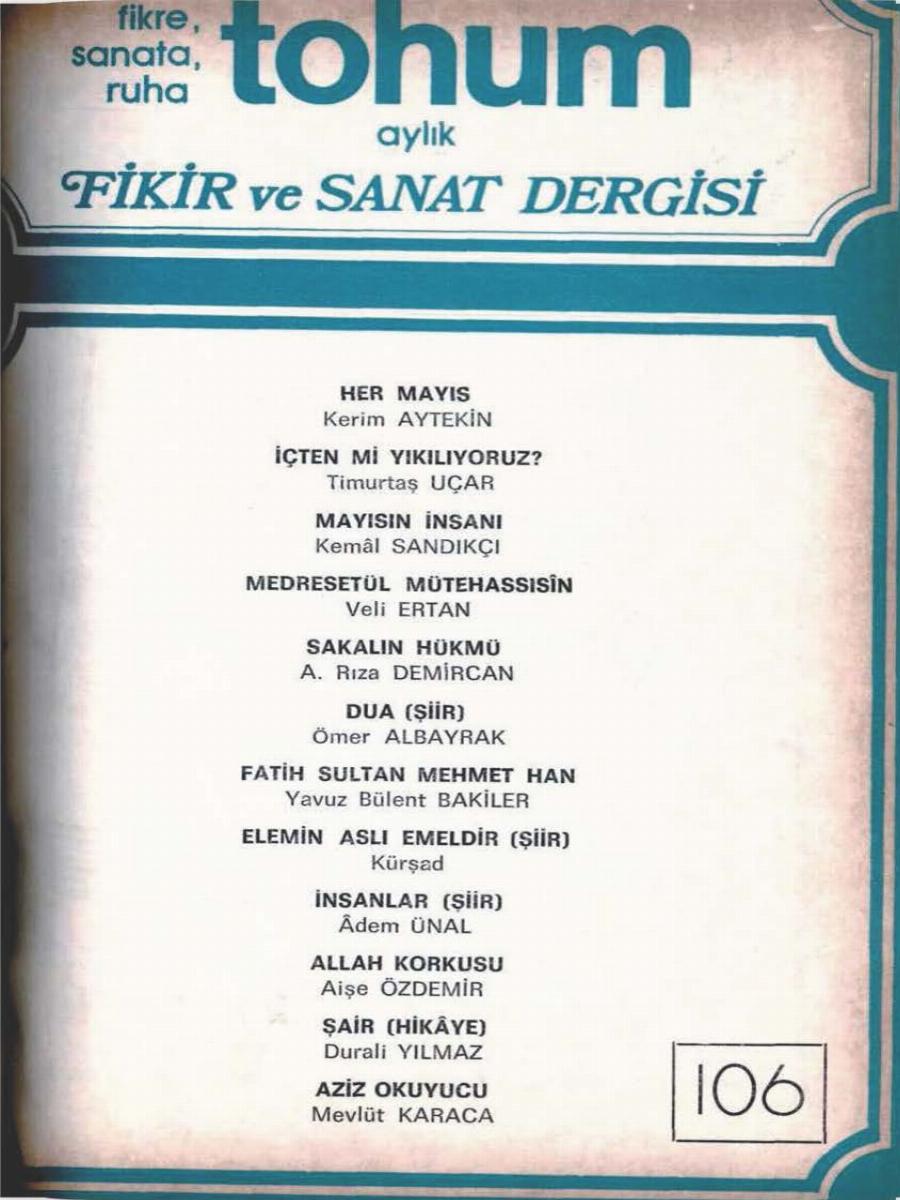 fikre,
sanata,
ruha
tohum
aylık
FİKİR ve SANAT DERGİSİ
HER MAYIS
Kerim AYTEKİN
İÇTEN Mİ YIKILIYORUZ?
Timurtaş UÇAR
MAYISIN İNSANI
Kemâl SANDIKÇI
MEDRESETÜL MÜTEHASSISÎN
Veli ERTAN
SAKALIN HÜKMÜ
A. Rıza DEMİRCAN
DUA (ŞİİR)
Ömer ALBAYRAK
FATİH SULTAN MEHMET HAN
Yavuz Bülent BAKİLER
ELEMİN ASLI EMELDİR (ŞİİR)
Kürşad
İNSANLAR (ŞİİR)
Âdem ÜNAL
ALLAH KORKUSU
Aişe ÖZDEMİR
ŞAİR (HİKÂYE)
Durali YILMAZ
AZİZ OKUYUCU
Mevlüt KARACA
106